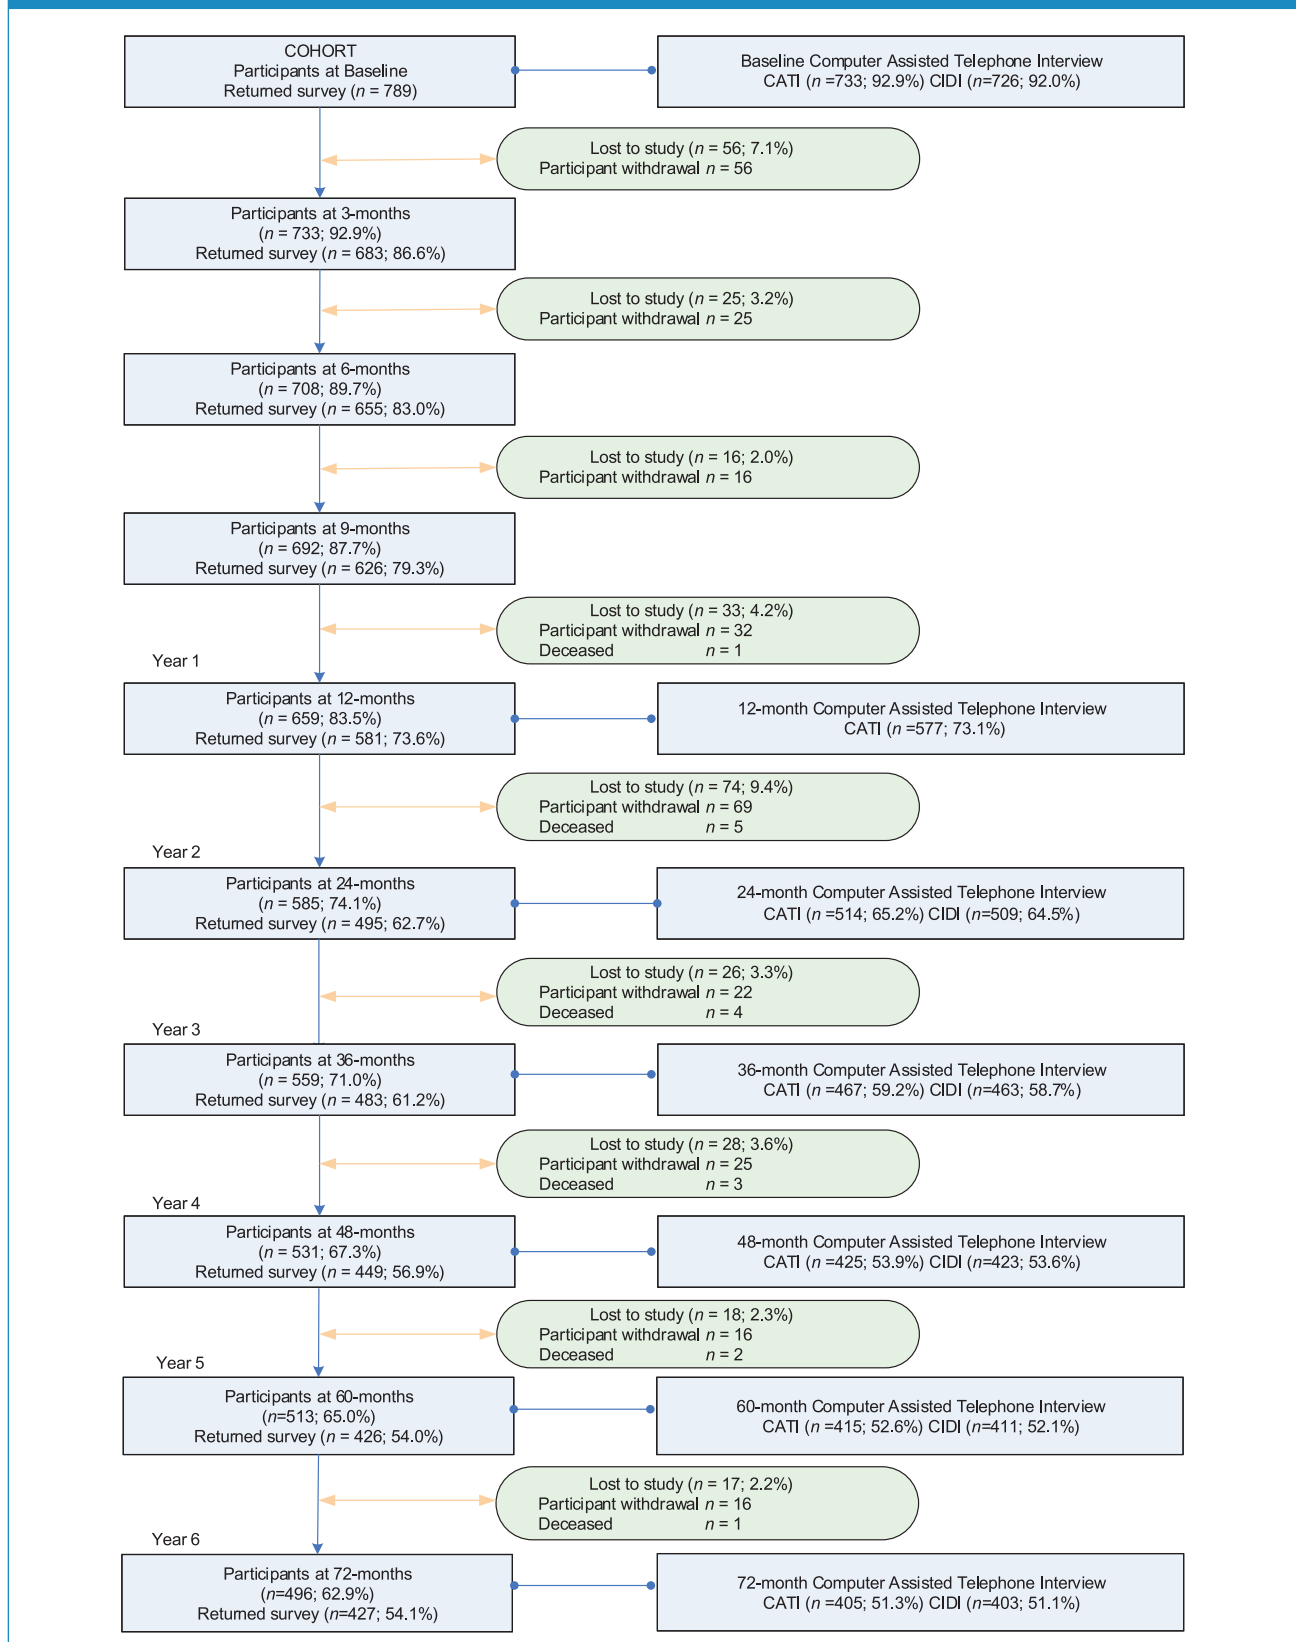 COHORT
Participants at Baseline
Returned survey (n = 789)
Baseline Computer Assisted Telephone Interview
CATI (n =733; 92.9%) CIDI (n=726; 92.0%)
Lost to study (n = 56; 7.1%)
Participant withdrawal n = 56
Participants at 3-months
(n = 733; 92.9%)
Returned survey (n = 683; 86.6%)
Lost to study (n = 25; 3.2%)
Participant withdrawal n = 25
Participants at 6-months
(n = 708; 89.7%)
Returned survey (n = 655; 83.0%)
Lost to study (n = 16; 2.0%)
Participant withdrawal n = 16
Participants at 9-months
(n = 692; 87.7%)
Returned survey (n = 626; 79.3%)
Lost to study (n = 33; 4.2%)
Participant withdrawal n = 32
Deceased n = 1
Year 1
Participants at 12-months
(n = 659; 83.5%)
Returned survey (n = 581; 73.6%)
12-month Computer Assisted Telephone Interview
CATI (n =577; 73.1%)
Lost to study (n = 74; 9.4%)
Participant withdrawal n = 69
Deceased n = 5
Year 2
Participants at 24-months
(n = 585; 74.1%)
Returned survey (n = 495; 62.7%)
24-month Computer Assisted Telephone Interview
CATI (n =514; 65.2%) CIDI (n=509; 64.5%)
Lost to study (n = 26; 3.3%)
Participant withdrawal n = 22
Deceased n = 4
Year 3
Participants at 36-months
(n = 559; 71.0%)
Returned survey (n = 483; 61.2%)
36-month Computer Assisted Telephone Interview
CATI (n =467; 59.2%) CIDI (n=463; 58.7%)
Lost to study (n = 28; 3.6%)
Participant withdrawal n = 25
Deceased n = 3
Year 4
Participants at 48-months
(n = 531; 67.3%)
Returned survey (n = 449; 56.9%)
48-month Computer Assisted Telephone Interview
CATI (n =425; 53.9%) CIDI (n=423; 53.6%)
Lost to study (n = 18; 2.3%)
Participant withdrawal n = 16
Deceased n = 2
Year 5
Participants at 60-months
(n=513; 65.0%)
Returned survey (n = 426; 54.0%)
60-month Computer Assisted Telephone Interview
CATI (n =415; 52.6%) CIDI (n=411; 52.1%)
Lost to study (n = 17; 2.2%)
Participant withdrawal n = 16
Deceased n = 1
Year 6
Participants at 72-months
(n=496; 62.9%)
Returned survey (n=427; 54.1%)
72-month Computer Assisted Telephone Interview
CATI (n =405; 51.3%) CIDI (n=403; 51.1%)